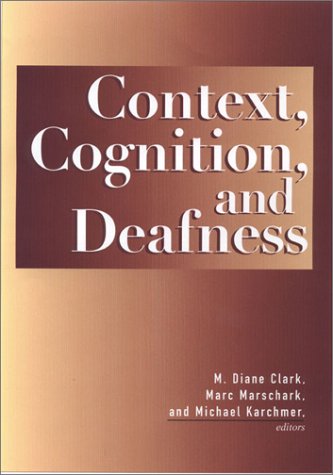 Context,
Cognition,
and
Deafness
M. Diane Clark,
Marc Marschark,
and Michael Karchmer,
editors